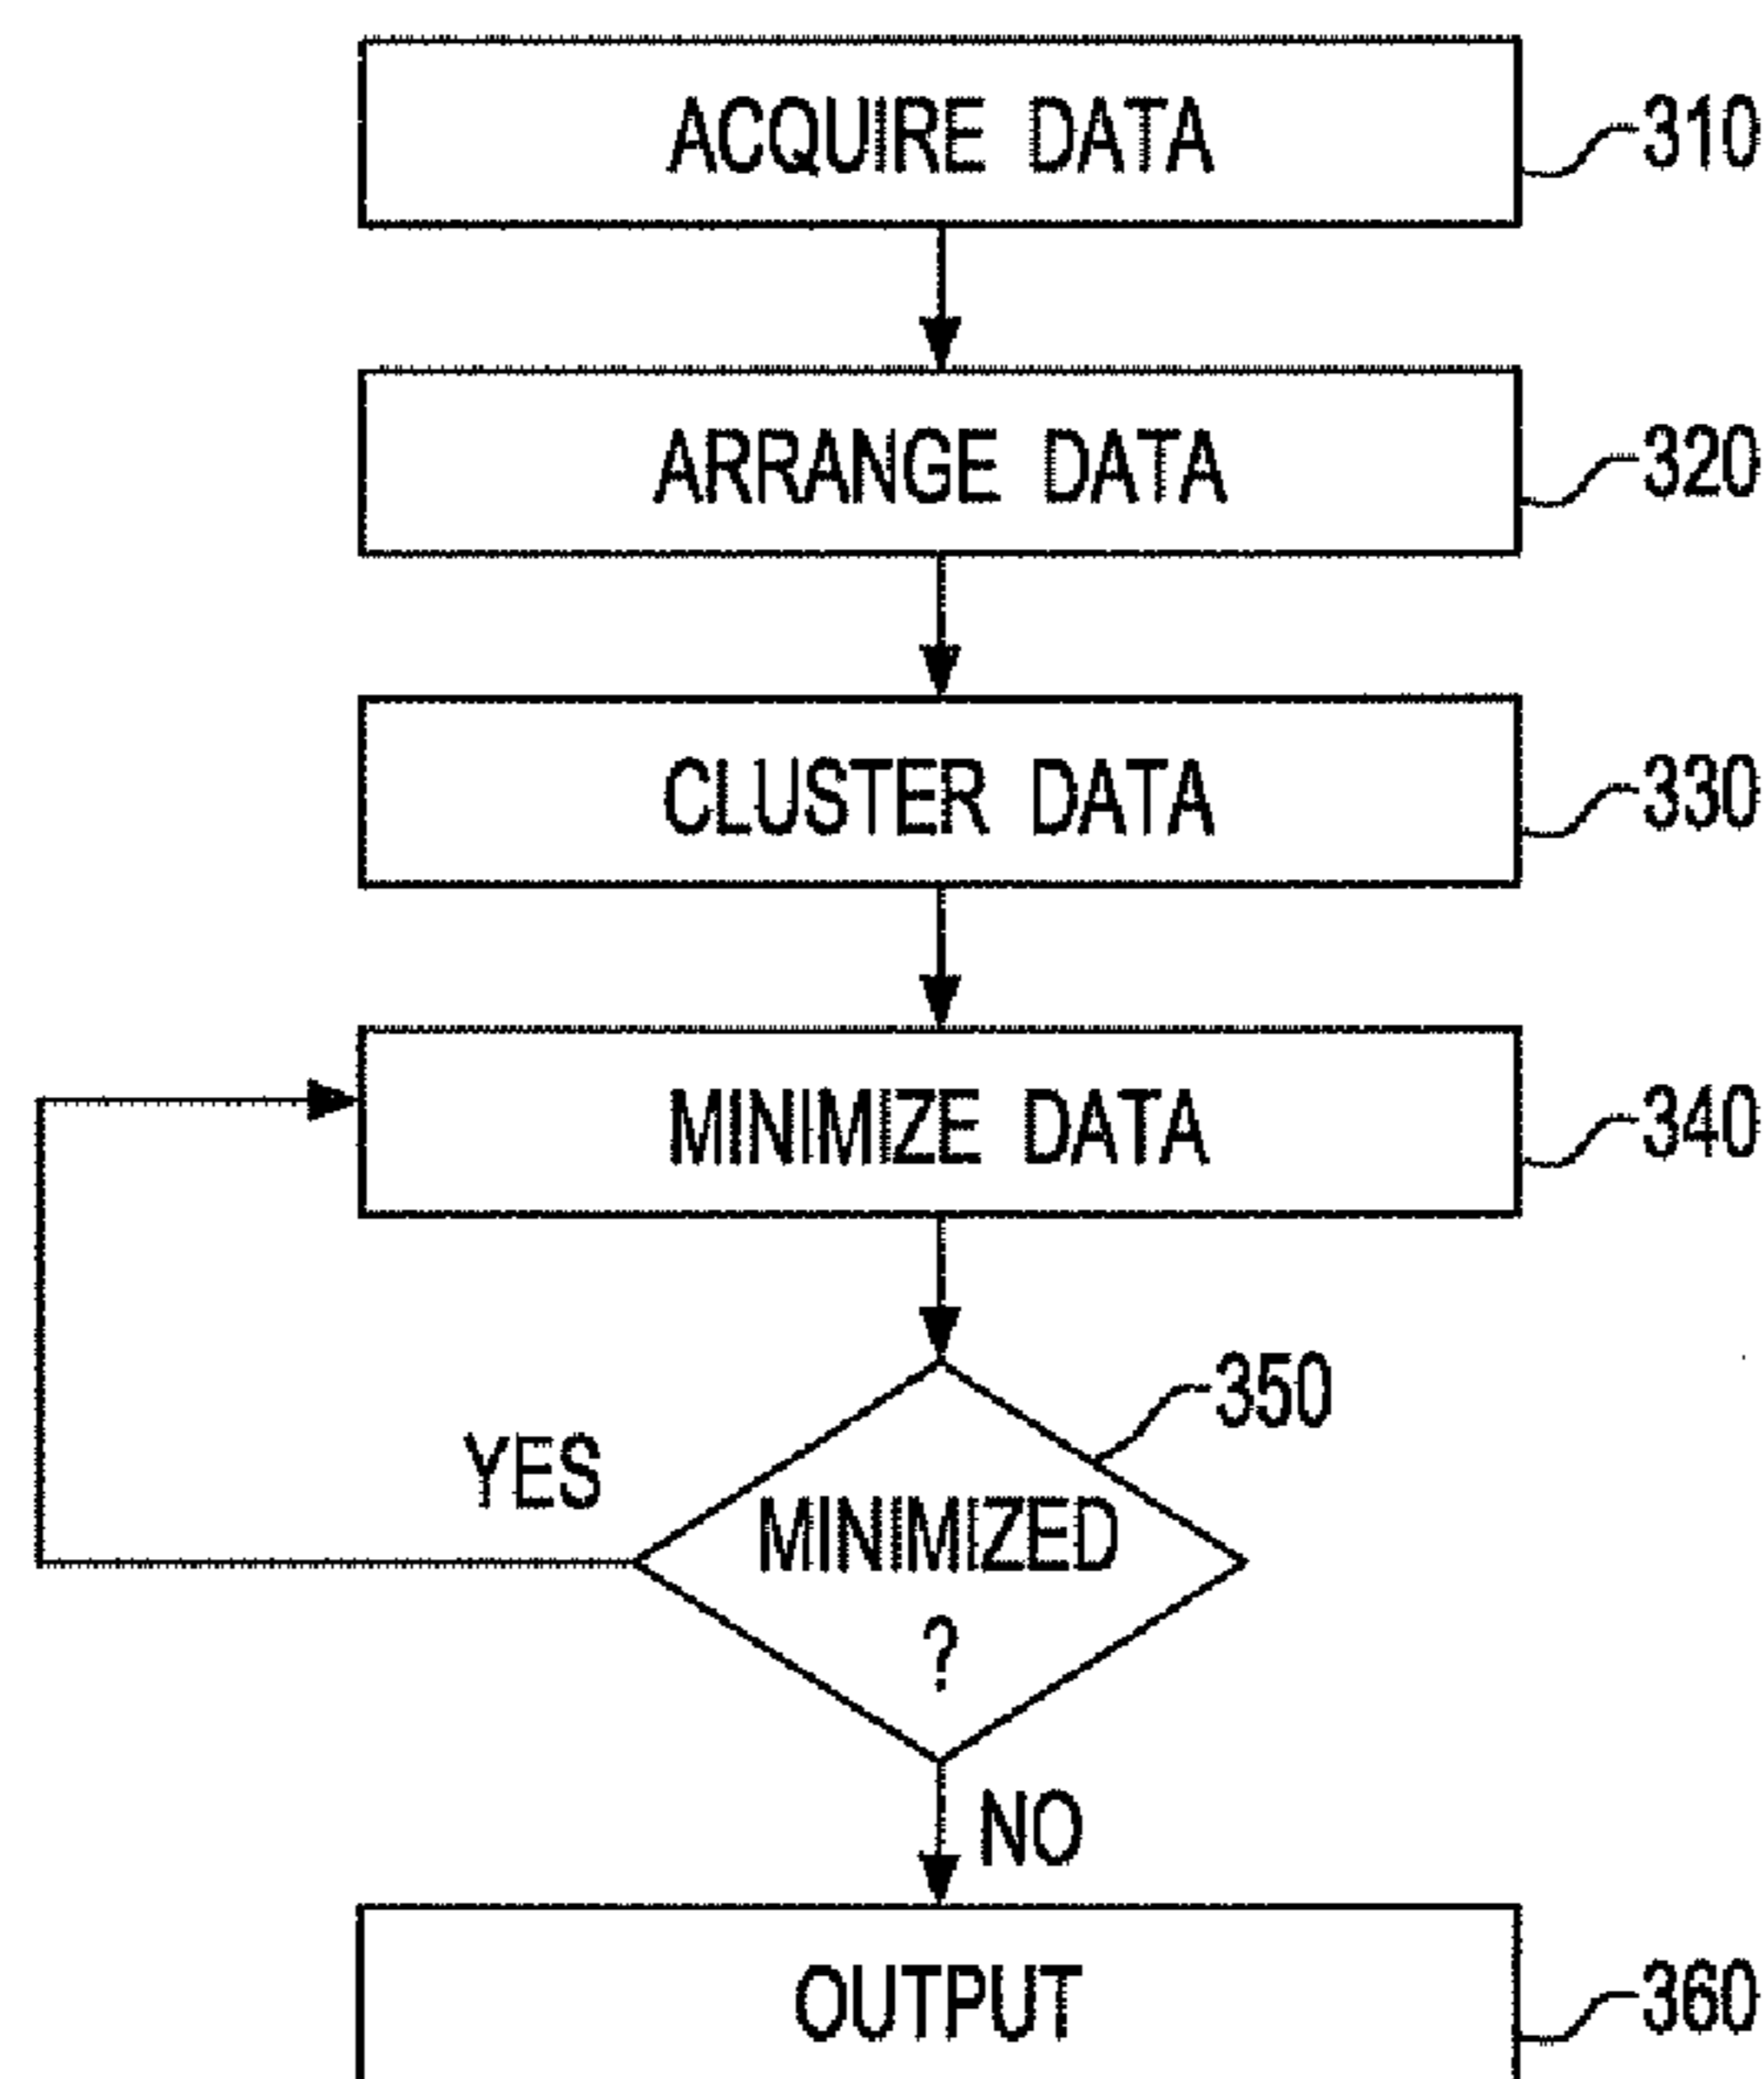 ACQUIRE DATA
310
ARRANGE DATA
320
CLUSTER DATA
330
MINIMIZE DATA
340
350
YES
MINIMIZED
?
NO
OUTPUT
360